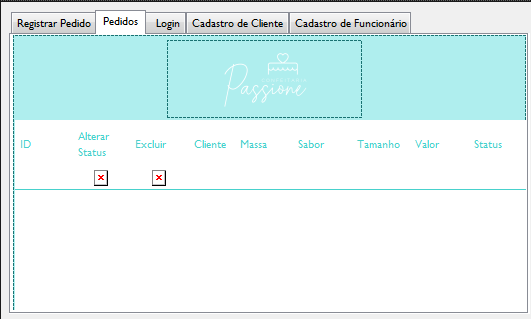 Registrar Pedido Pedidos Login Cadastro de Cliente Cadastro de Funcionário
CONFEITARIA
Passione
ID Alterar Status Excluir Cliente Massa Sabor Tamanho Valor Status